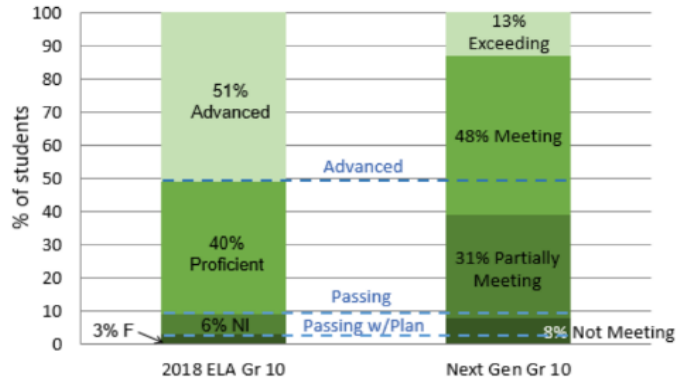 100
90
80
70
60
50
40
30
20
10
0
% of students
51%
Advanced
40%
Proficient
6% NI
3% F
Advanced
Passing
Passing w/Plan
13%
Exceeding
48% Meeting
31% Partially
Meeting
8% Not Meeting
2018 ELA Gr 10
Next Gen Gr 10